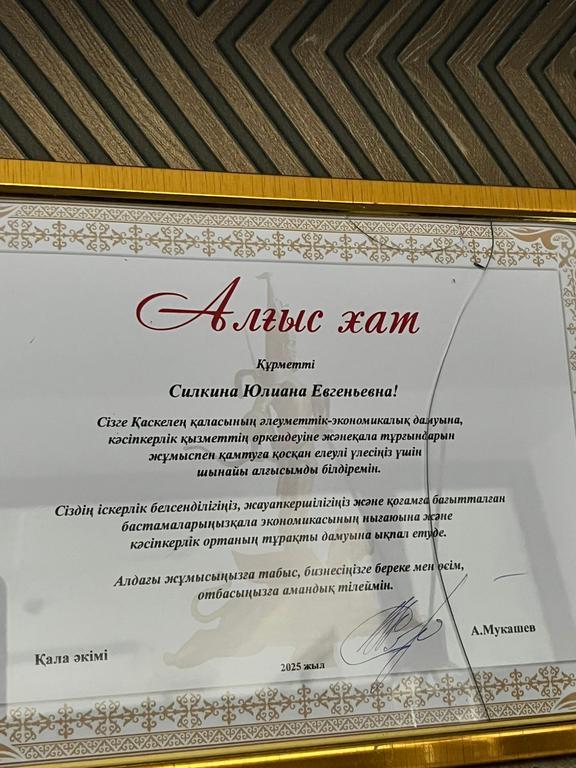 Алғыс хат
Құрметті
Силкина Юлиана Евгеньевна!
Сізге Қаскелең қаласының әлеуметтік-экономикалық дамуына,
кәсіпкерлік қызметтің өркендеуіне жәнеқала тұрғындарын
жұмыспен қамтуға қосқан елеулі үлесіңіз үшін
шынайы алғысымды білдіремін.
Сіздің іскерлік белсенділігіңіз, жауапкершілігіңіз және қоғамға бағытталған
бастамаларыңызқала экономикасының нығаюына және
кәсіпкерлік ортаның тұрақты дамуына ықпал етуде.
Алдағы жұмысыңызға табыс, бизнесіңізге береке мен өсім,
отбасыңызға амандық тілеймін.
Қала әкімі
2025 жыл
А.Мукашев